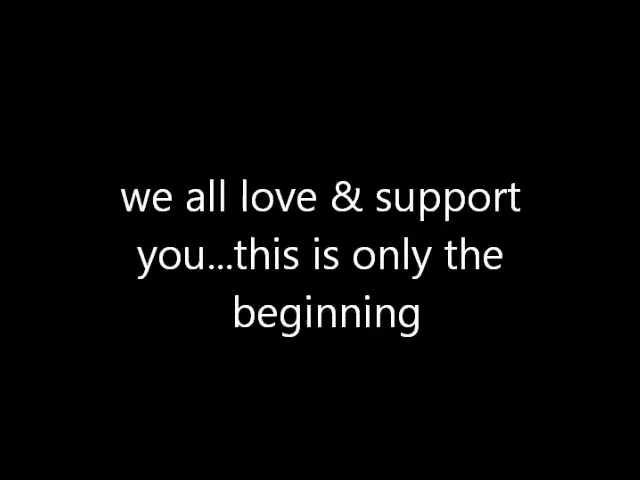 we all love & support
you...this is only the
beginning